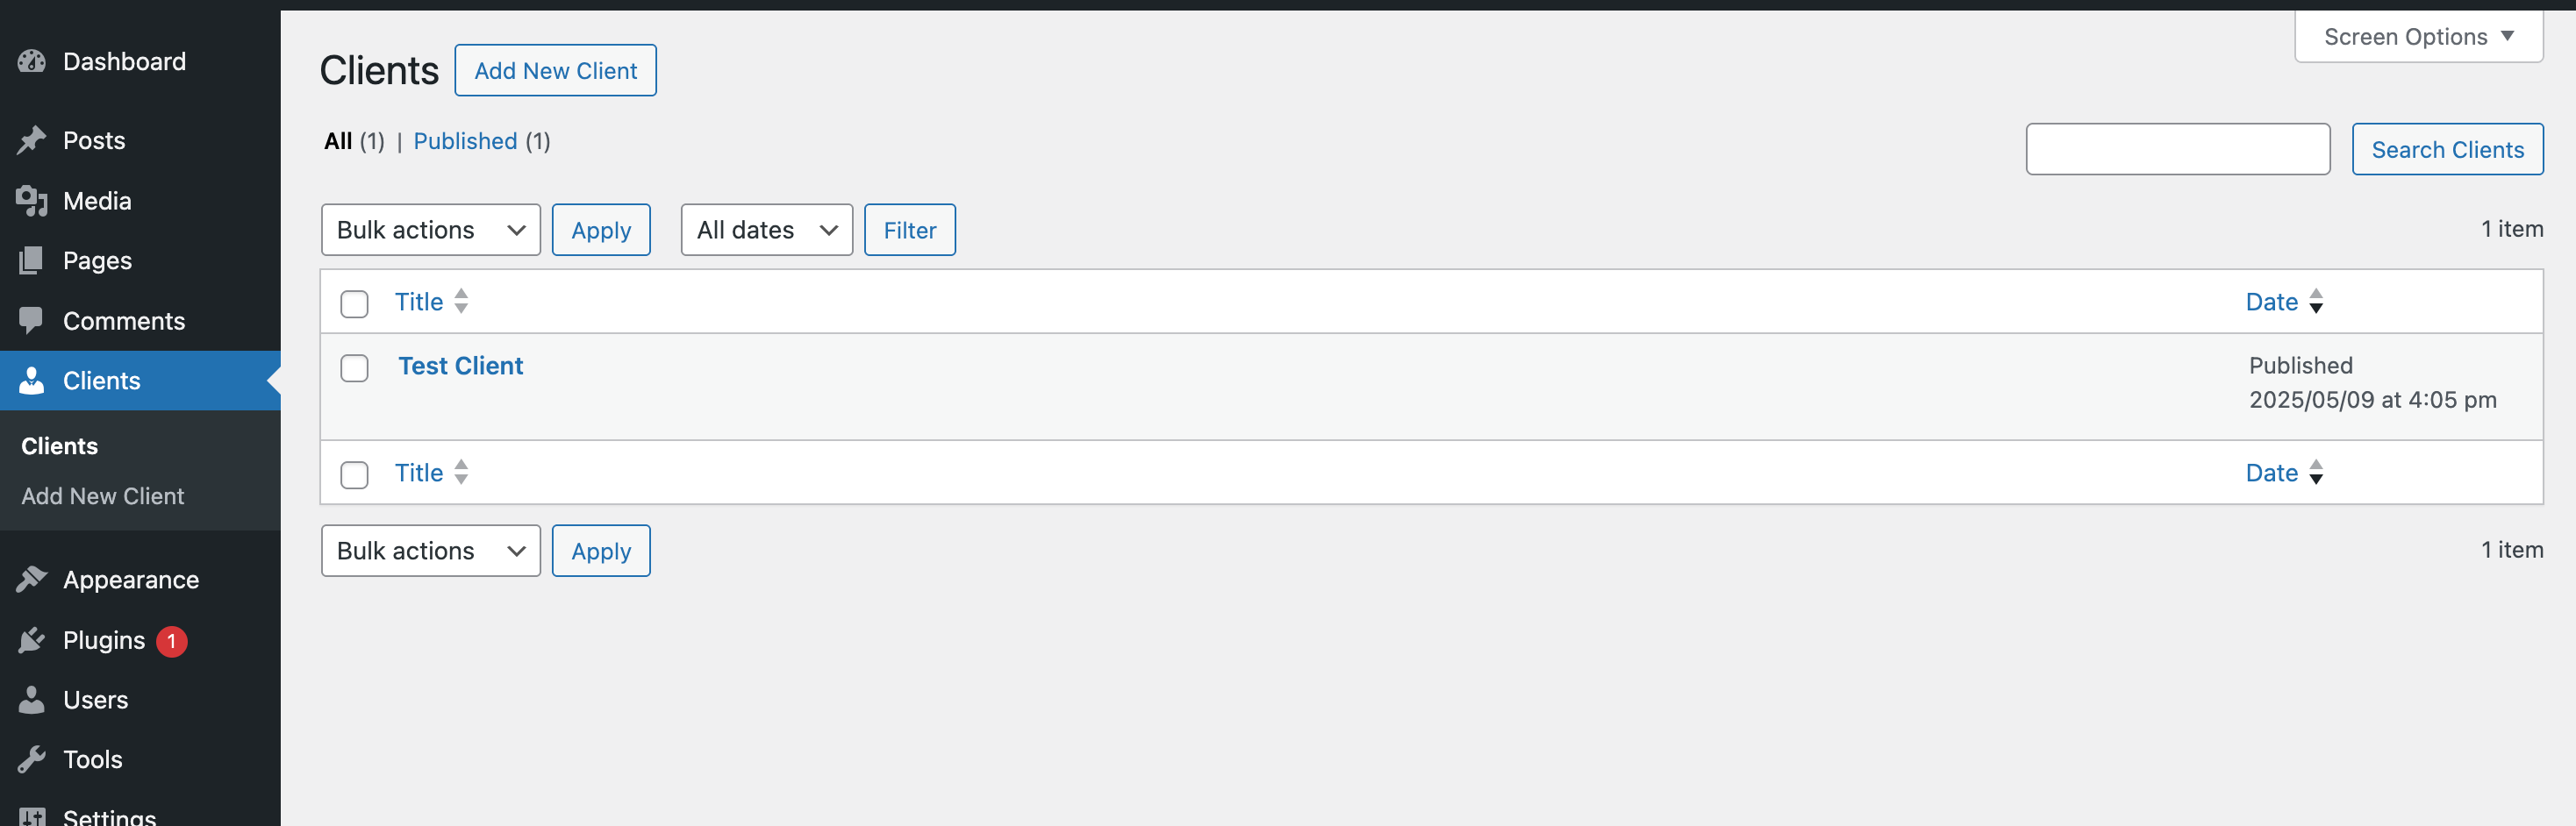 Dashboard
Posts
Media
Pages
Comments
Clients
Clients
Add New Client
Appearance
Plugins 1
Users
Tools
Settings
Screen Options
Clients Add New Client
All (1) | Published (1)
Search Clients
Bulk actions Apply All dates Filter 1 item
Title Date
Test Client Published
2025/05/09 at 4:05 pm
Title Date
Bulk actions Apply 1 item